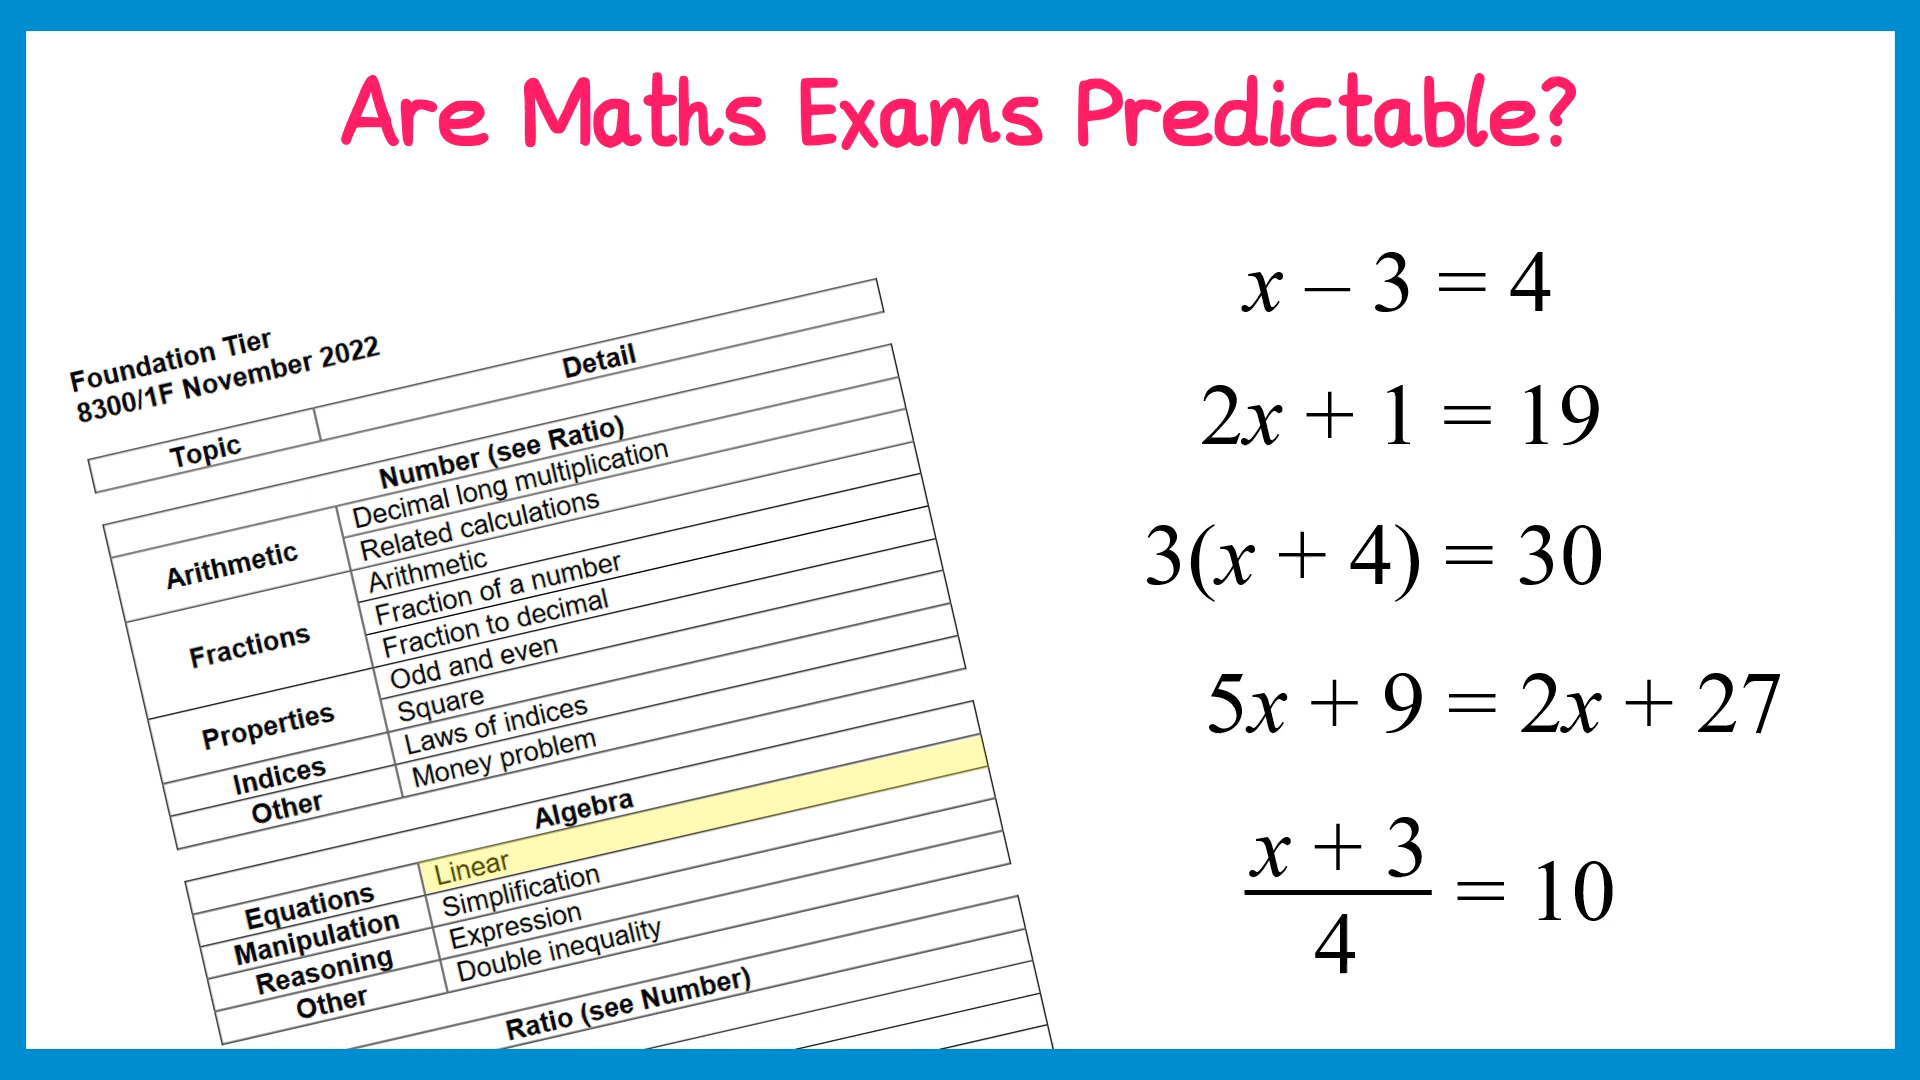 Are Maths Exams Predictable?
Foundation Tier
8300/1F November 2022
Topic Detail
Number (see Ratio)
Arithmetic Decimal long multiplication
Related calculations
Fractions Arithmetic
Fraction of a number
Fraction to decimal
Properties Odd and even
Square
Indices Laws of indices
Other Money problem
Algebra
Equations Linear
Manipulation Simplification
Reasoning Expression
Other Double inequality
Ratio (see Number)
x – 3 = 4
2x + 1 = 19
3(x + 4) = 30
5x + 9 = 2x + 27
x + 3
4
= 10